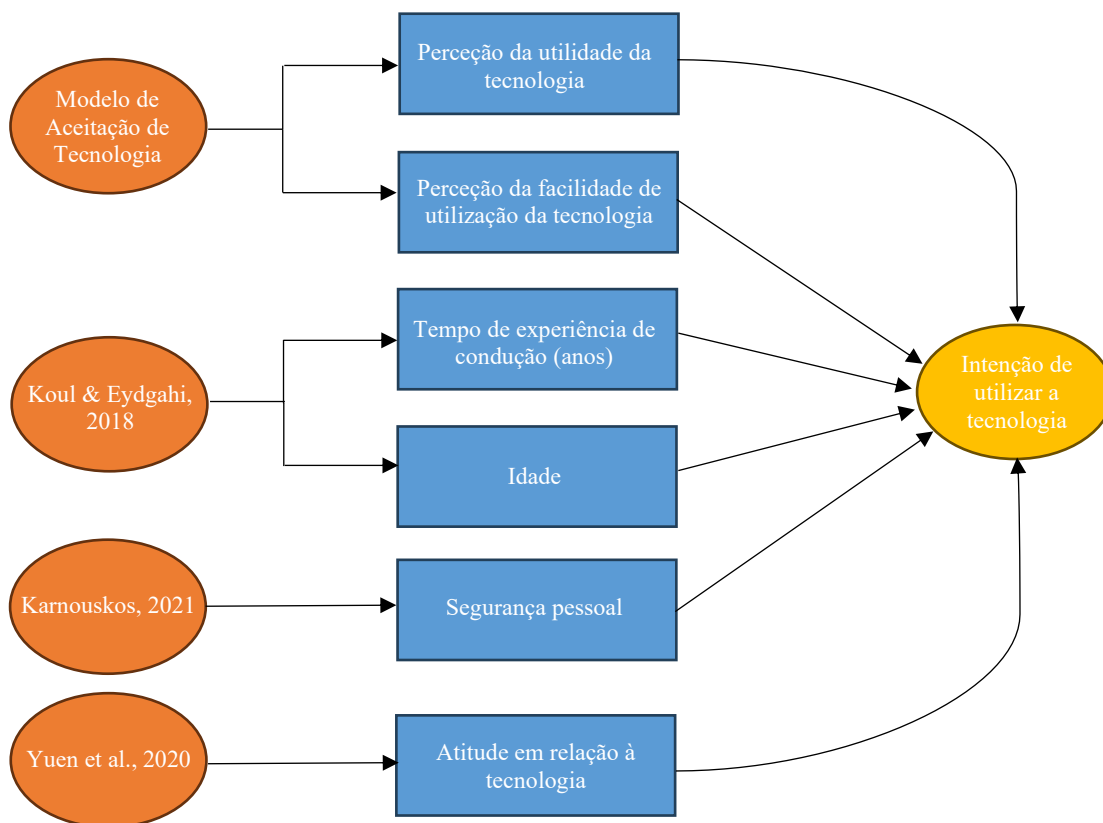 Modelo de
Aceitação de
Tecnologia
Perceção da utilidade da
tecnologia
Perceção da facilidade de
utilização da tecnologia
Koul & Eydgahi,
2018
Tempo de experiência de
condução (anos)
Idade
Karnouskos, 2021
Segurança pessoal
Yuen et al., 2020
Atitude em relação à
tecnologia
Intenção de
utilizar a
tecnologia